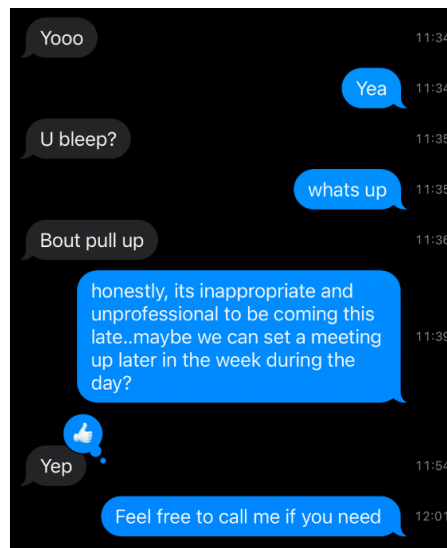 Yooo
11:34
Yea
11:34
U bleep?
11:35
whats up
11:35
Bout pull up
11:36
honestly, its inappropriate and
unprofessional to be coming this
late..maybe we can set a meeting
up later in the week during the
day?
11:39
Yep
11:54
Feel free to call me if you need
12:01